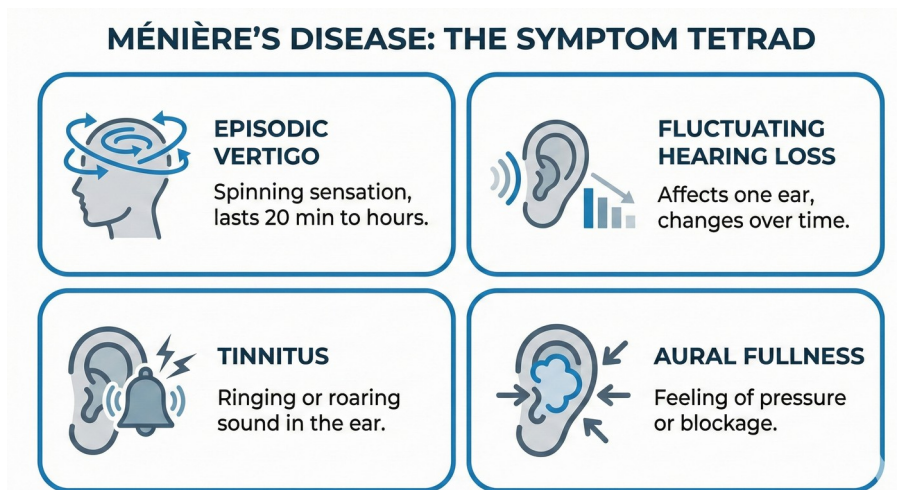 MÉNIÈRE'S DISEASE: THE SYMPTOM TETRAD
EPISODIC
VERTIGO
Spinning sensation,
lasts 20 min to hours.
FLUCTUATING
HEARING LOSS
Affects one ear,
changes over time.
TINNITUS
Ringing or roaring
sound in the ear.
AURAL FULLNESS
Feeling of pressure
or blockage.